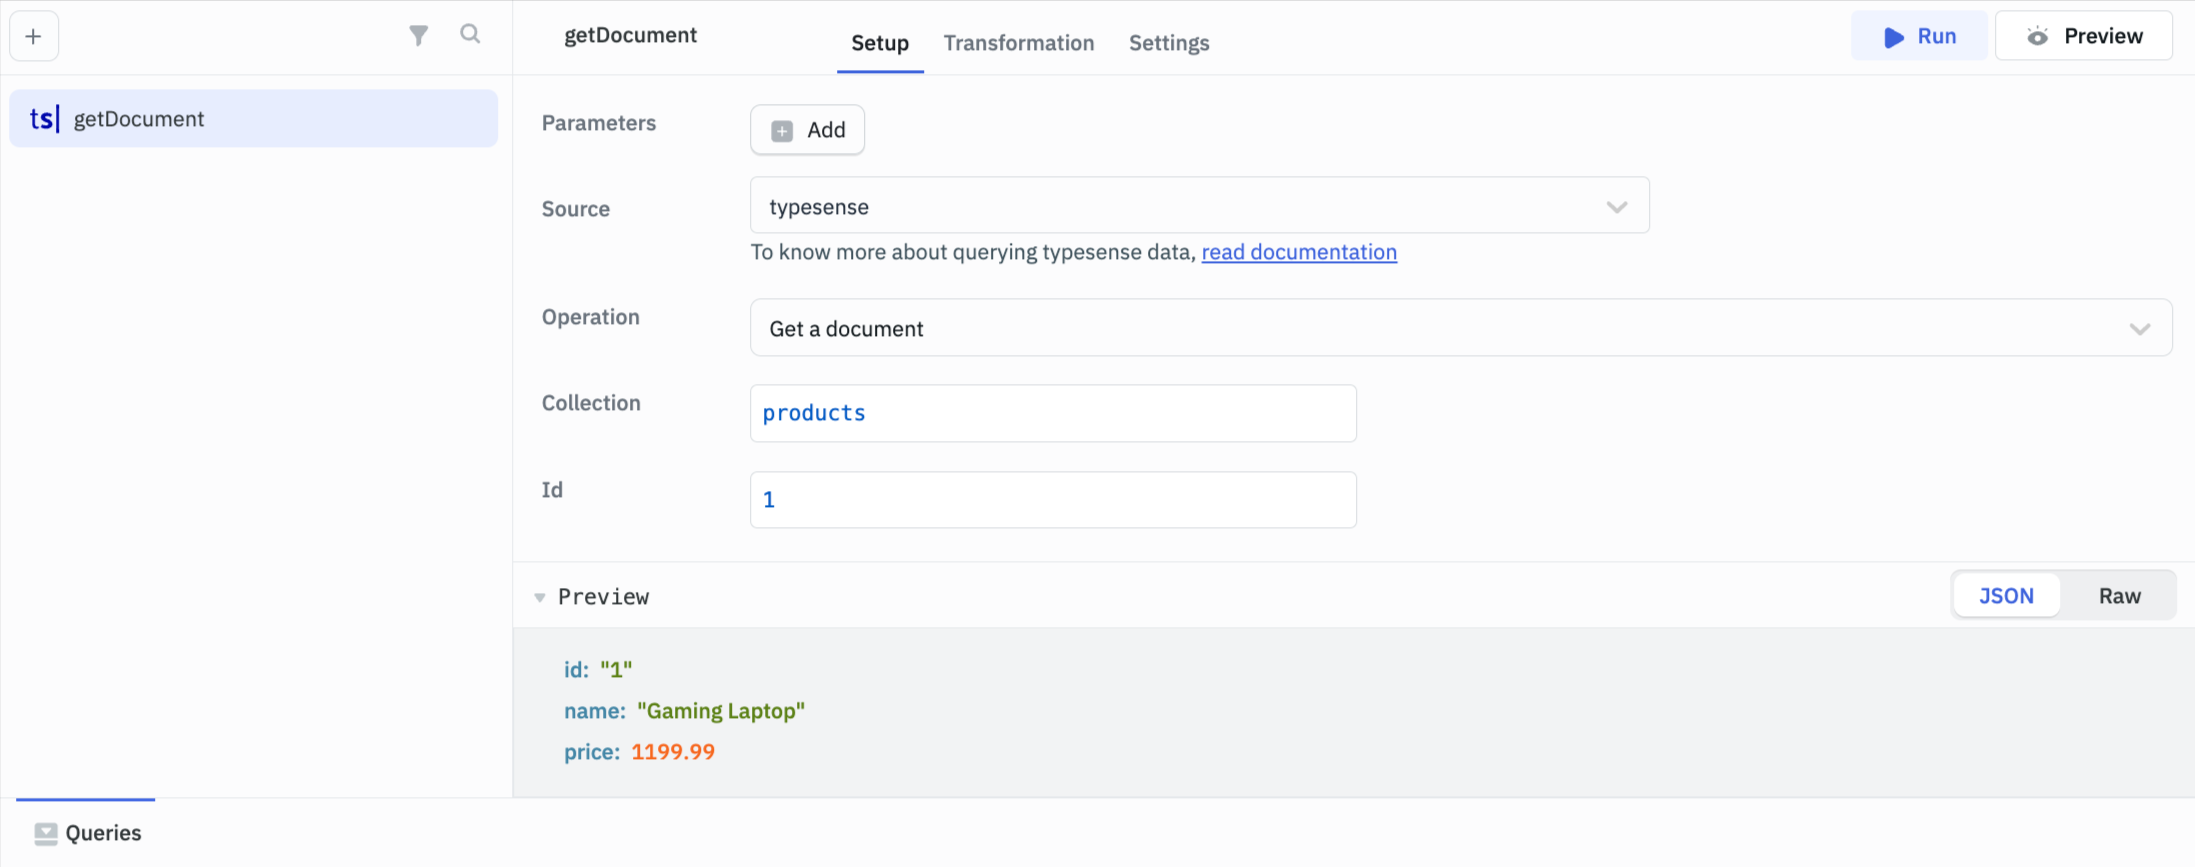 getDocument
Setup
Transformation
Settings
Run
Preview
ts| getDocument
Parameters
Add
Source
typesense
To know more about querying typesense data, read documentation
Operation
Get a document
Collection
products
Id
1
Preview
JSON
Raw
id: "1"
name: "Gaming Laptop"
price: 1199.99
Queries